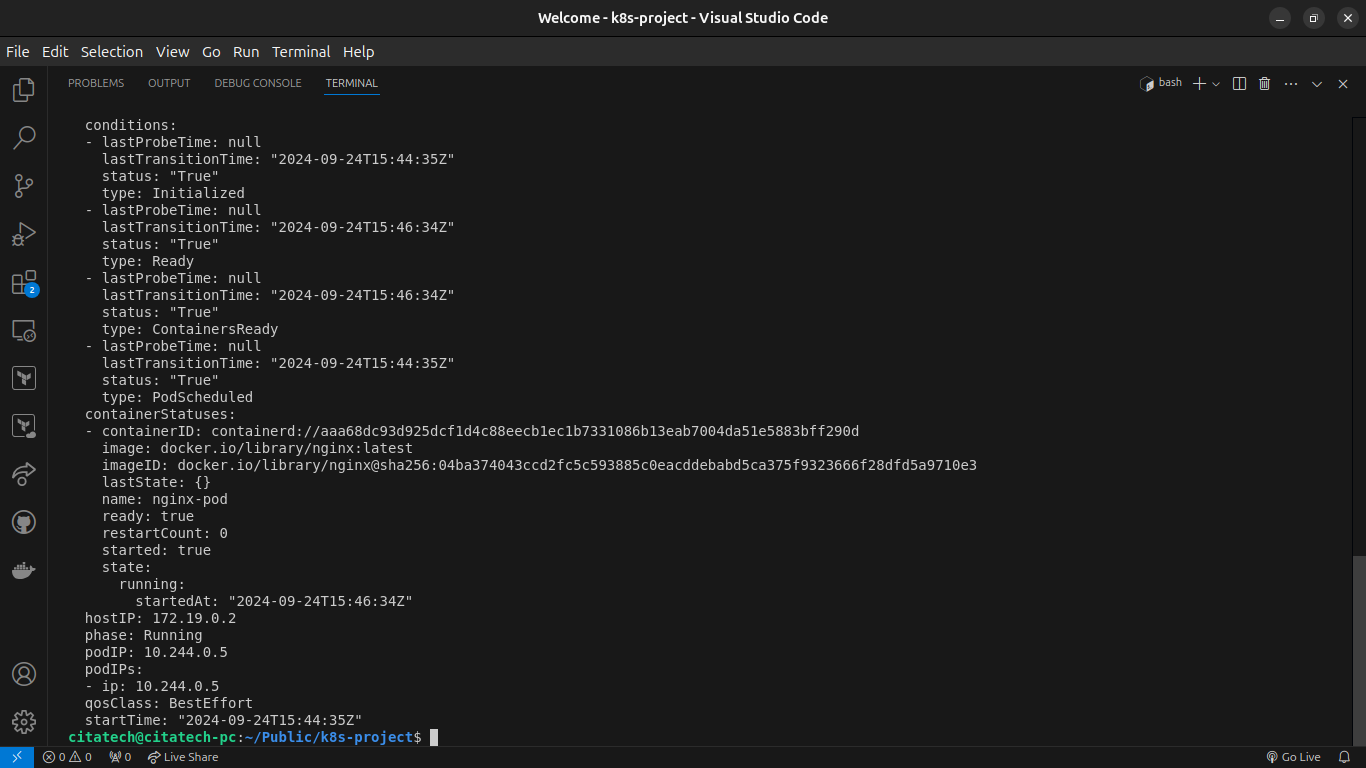 Welcome - k8s-project - Visual Studio Code
File Edit Selection View Go Run Terminal Help
PROBLEMS OUTPUT DEBUG CONSOLE TERMINAL
bash
conditions:
- lastProbeTime: null
lastTransitionTime: "2024-09-24T15:44:35Z"
status: "True"
type: Initialized
- lastProbeTime: null
lastTransitionTime: "2024-09-24T15:46:34Z"
status: "True"
type: Ready
- lastProbeTime: null
lastTransitionTime: "2024-09-24T15:46:34Z"
status: "True"
type: ContainersReady
- lastProbeTime: null
lastTransitionTime: "2024-09-24T15:44:35Z"
status: "True"
type: PodScheduled
containerStatuses:
- containerID: containerd://aaa68dc93d925dcf1d4c88eecb1ec1b7331086b13eab7004da51e5883bff290d
image: docker.io/library/nginx:latest
imageID: docker.io/library/nginx@sha256:04ba374043ccd2fc5c593885c0eacddebabd5ca375f9323666f28dfd5a9710e3
lastState: {}
name: nginx-pod
ready: true
restartCount: 0
started: true
state:
running:
startedAt: "2024-09-24T15:46:34Z"
hostIP: 172.19.0.2
phase: Running
podIP: 10.244.0.5
podIPs:
- ip: 10.244.0.5
qosClass: BestEffort
startTime: "2024-09-24T15:44:35Z"
citatech@citatech-pc:~/Public/k8s-project$
2
0 0 0 Live Share Go Live